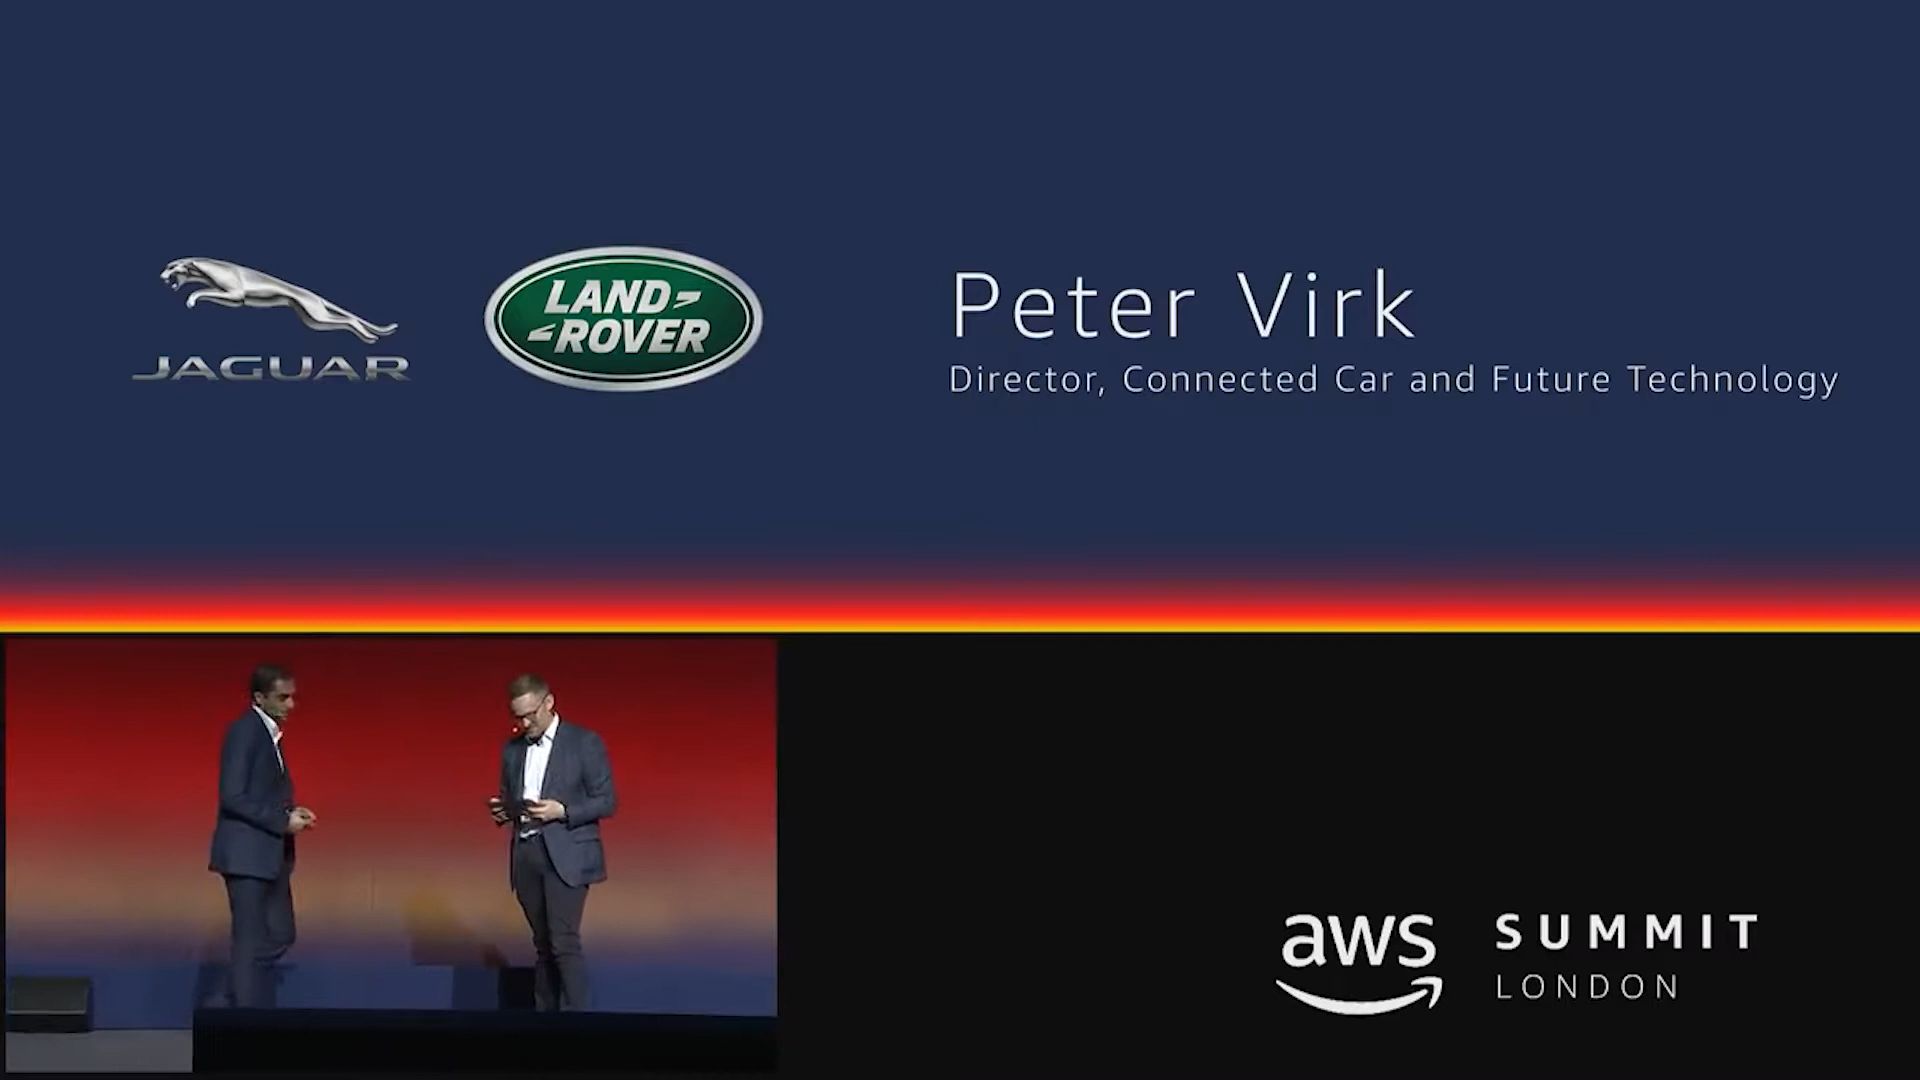 JAGUAR
LAND
ROVER
Peter Virk
Director, Connected Car and Future Technology
aws
SUMMIT
LONDON